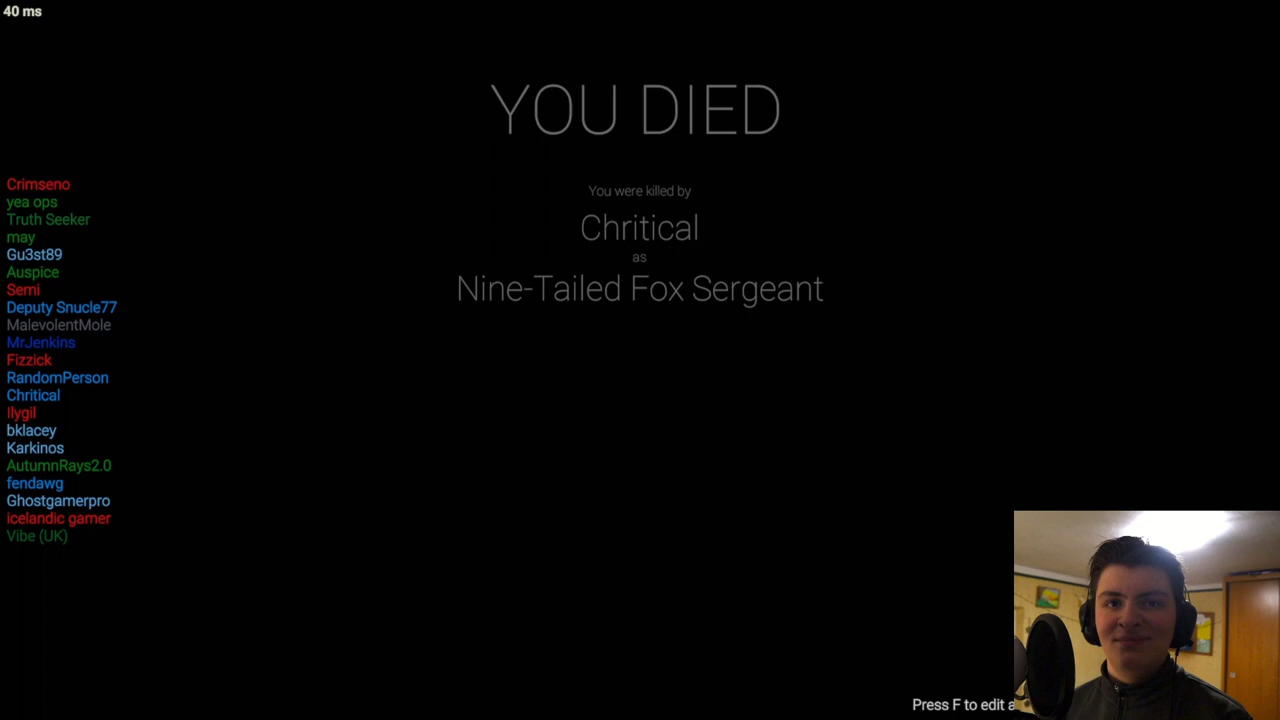 40 ms
YOU DIED
You were killed by
Chritical
as
Nine-Tailed Fox Sergeant
Crimseno
yea ops
Truth Seeker
may
Gu3st89
Auspice
Semi
Deputy Snucle77
MalevolentMole
MrJenkins
Fizzick
RandomPerson
Chritical
Ilygil
bklacey
Karkinos
AutumnRays2.0
fendawg
Ghostgamerpro
icelandic gamer
Vibe (UK)
Press F to edit a